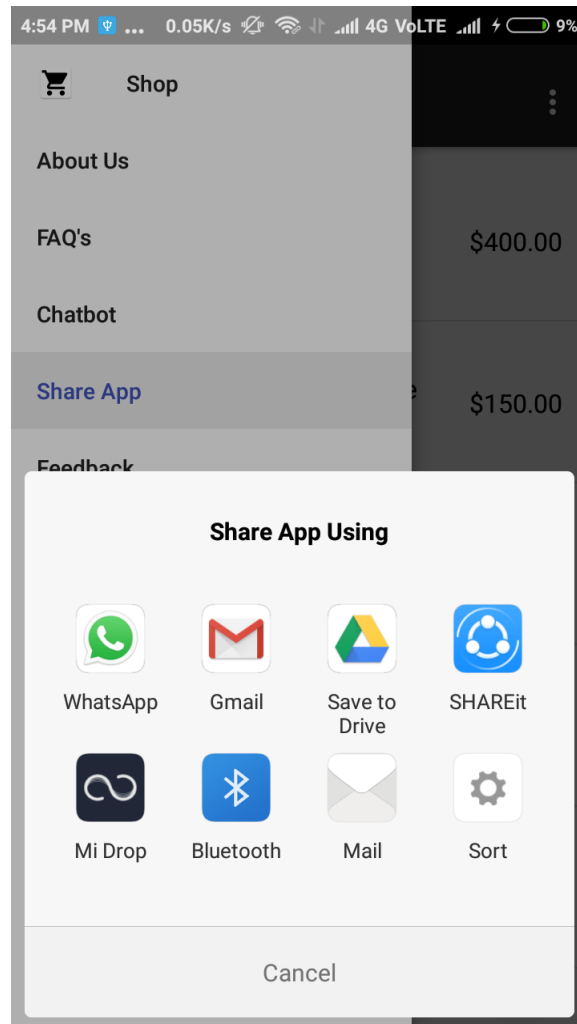 4:54 PM ... 0.05K/s 4G VoLTE 9%
Shop
About Us
FAQ's
$400.00
Chatbot
Share App
e $150.00
Feedback
Share App Using
WhatsApp Gmail Save to Drive SHAREit
Mi Drop Bluetooth Mail Sort
Cancel